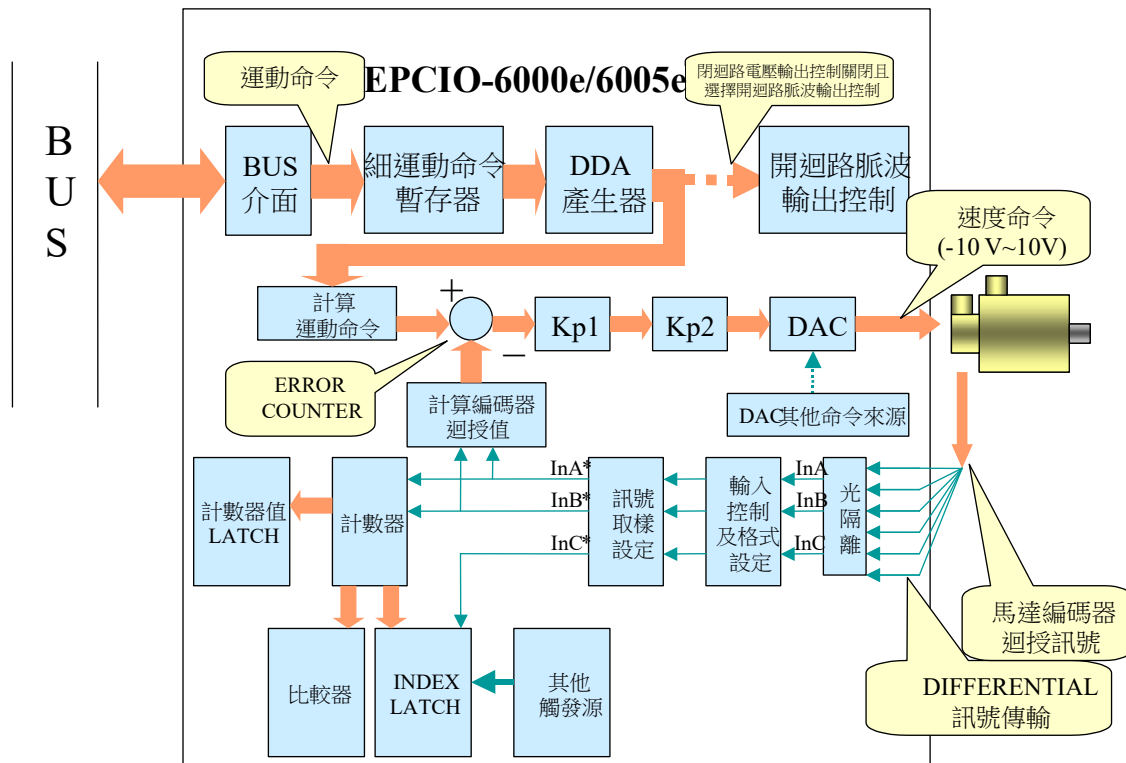 EPCIO-6000e/6005e
運動命令
閉迴路電壓輸出控制關閉且
選擇開迴路脈波輸出控制
B
U
S
BUS
介面
細運動命令
暫存器
DDA
產生器
開迴路脈波
輸出控制
速度命令
(-10 V~10V)
計算
運動命令
+
−
Kp1
Kp2
DAC
ERROR
COUNTER
計算編碼器
迴授值
DAC其他命令來源
計數器值
LATCH
計數器
InA*
InB*
InC*
訊號
取樣
設定
輸入
控制
及格式
設定
InA
InB
InC
光
隔
離
馬達編碼器
迴授訊號
比較器
INDEX
LATCH
其他
觸發源
DIFFERENTIAL
訊號傳輸